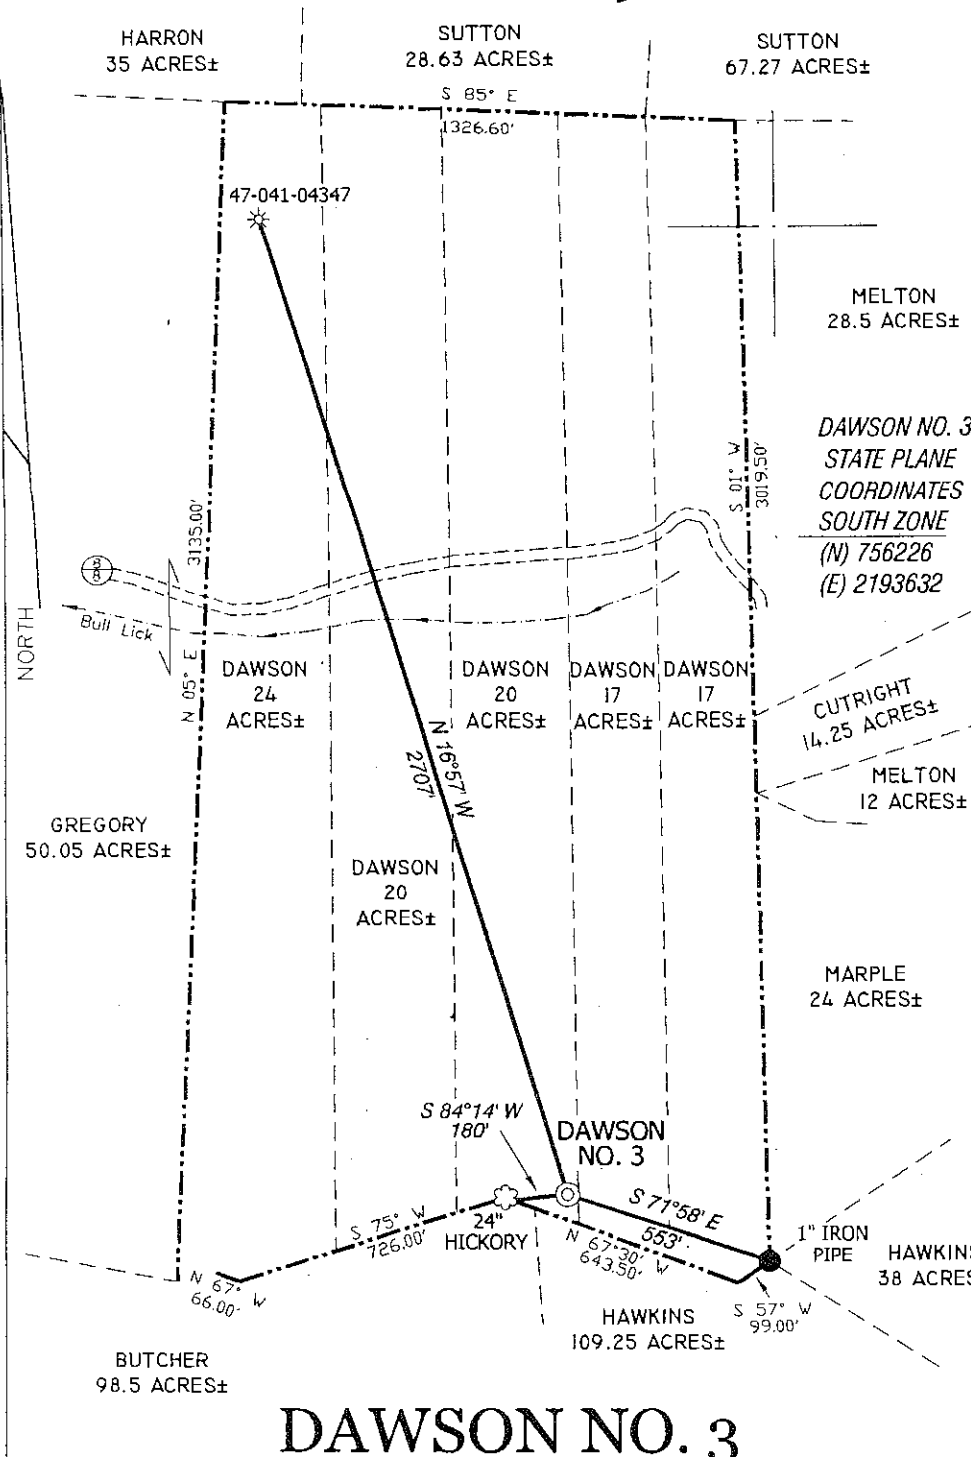 HARRON
35 ACRES±
SUTTON
28.63 ACRES±
SUTTON
67.27 ACRES±
S 85° E
1326.60'
47-041-04347
MELTON
28.5 ACRES±
DAWSON NO. 3
STATE PLANE
COORDINATES
SOUTH ZONE
(N) 756226
(E) 2193632
S 01° W
3019.50'
N 05° E
3135.00'
3
8
Bull Lick
NORTH
DAWSON
24
ACRES±
DAWSON
20
ACRES±
DAWSON
17
ACRES±
DAWSON
17
ACRES±
CUTRIGHT
14.25 ACRES±
MELTON
12 ACRES±
N 16°57' W
2707'
GREGORY
50.05 ACRES±
DAWSON
20
ACRES±
MARPLE
24 ACRES±
S 84°14' W
180'
DAWSON
NO. 3
S 71°58' E
553'
S 75° W
726.00'
24"
HICKORY
N 67°30' W
643.50'
1" IRON
PIPE
HAWKINS
38 ACRES
N 67° W
66.00'
S 57° W
99.00'
HAWKINS
109.25 ACRES±
BUTCHER
98.5 ACRES±
DAWSON NO. 3